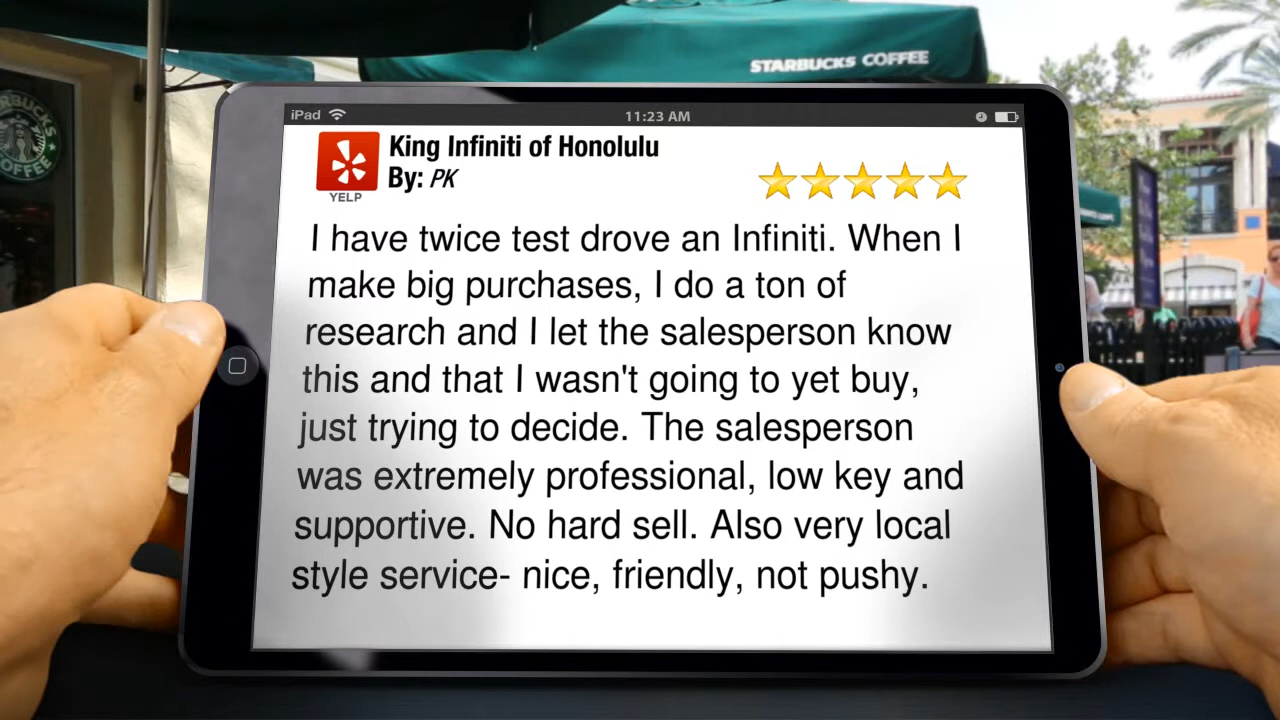 STARBUCKS COFFEE
iPad
11:23 AM
King Infiniti of Honolulu
By: PK
YELP
I have twice test drove an Infiniti. When I
make big purchases, I do a ton of
research and I let the salesperson know
this and that I wasn't going to yet buy,
just trying to decide. The salesperson
was extremely professional, low key and
supportive. No hard sell. Also very local
style service- nice, friendly, not pushy.